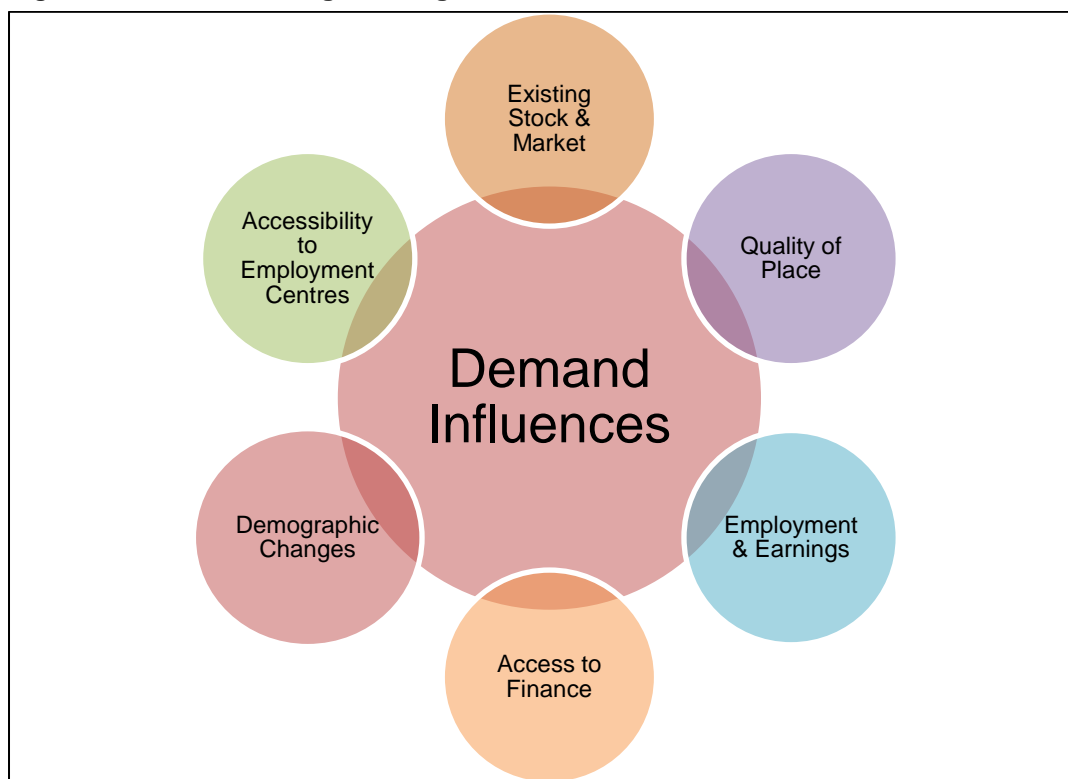 Existing
Stock &
Market
Quality of
Place
Employment
& Earnings
Access to
Finance
Demographic
Changes
Accessibility
to
Employment
Centres
Demand
Influences